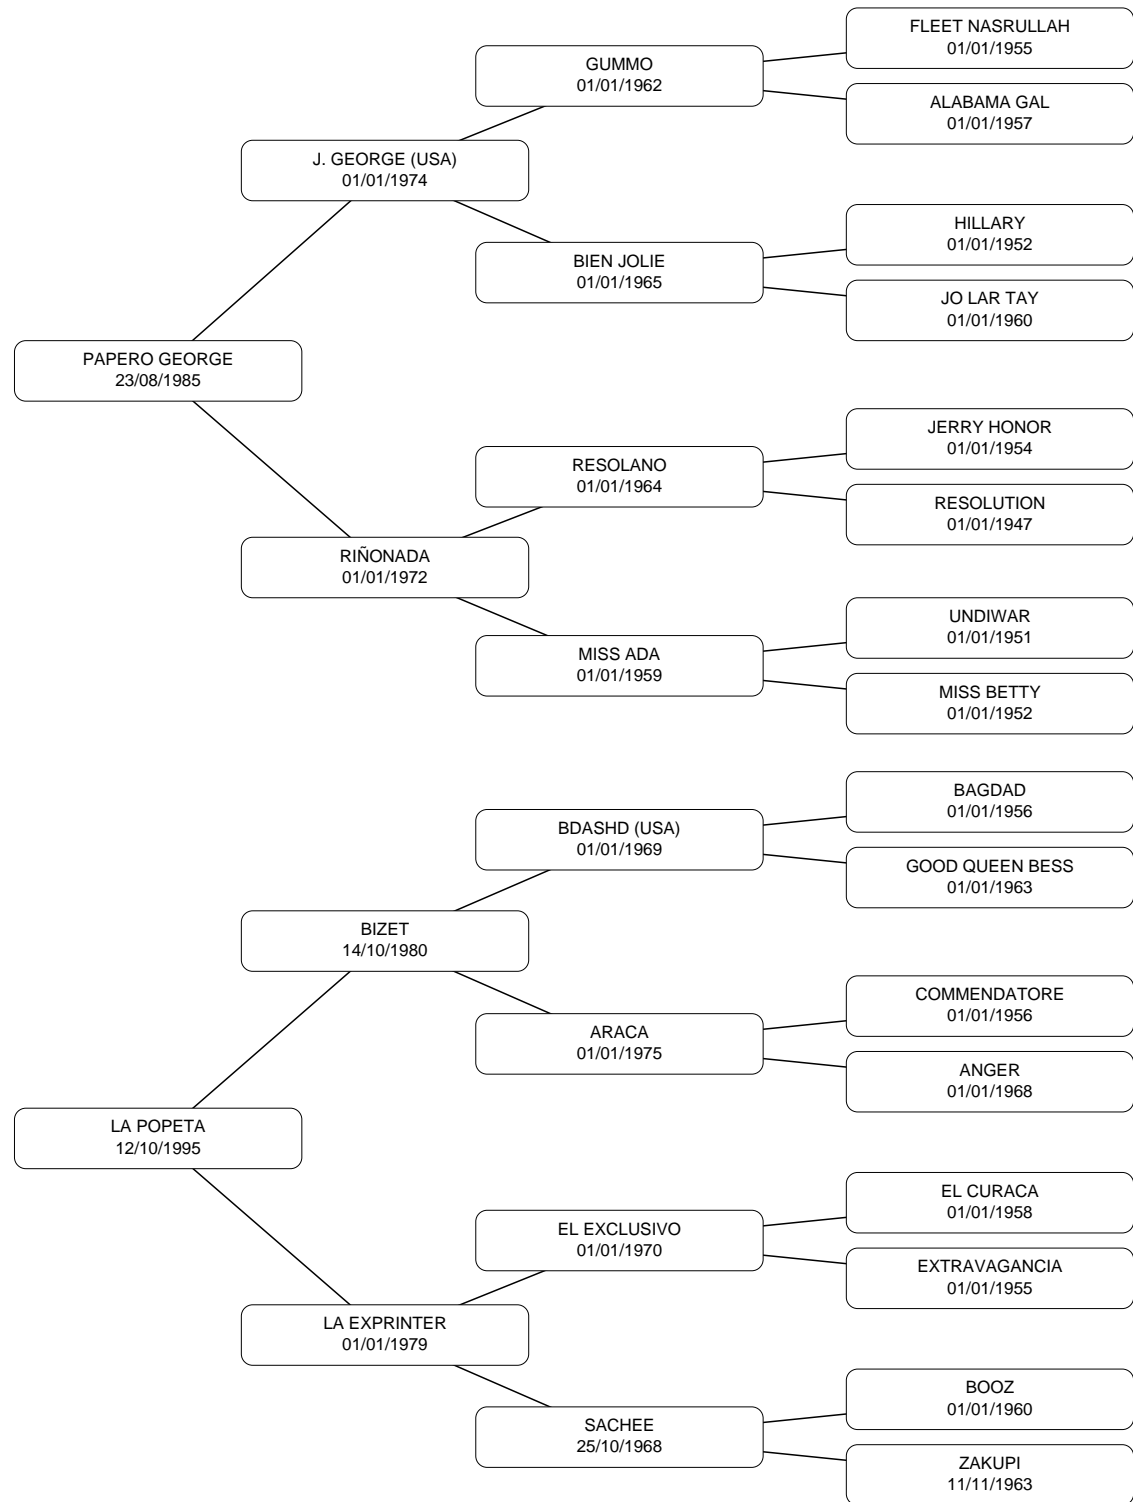 FLEET NASRULLAH
01/01/1955
GUMMO
01/01/1962
ALABAMA GAL
01/01/1957
J. GEORGE (USA)
01/01/1974
HILLARY
01/01/1952
BIEN JOLIE
01/01/1965
JO LAR TAY
01/01/1960
PAPERO GEORGE
23/08/1985
JERRY HONOR
01/01/1954
RESOLANO
01/01/1964
RESOLUTION
01/01/1947
RIÑONADA
01/01/1972
UNDIWAR
01/01/1951
MISS ADA
01/01/1959
MISS BETTY
01/01/1952
BAGDAD
01/01/1956
BDASHD (USA)
01/01/1969
GOOD QUEEN BESS
01/01/1963
BIZET
14/10/1980
COMMENDATORE
01/01/1956
ARACA
01/01/1975
ANGER
01/01/1968
LA POPETA
12/10/1995
EL CURACA
01/01/1958
EL EXCLUSIVO
01/01/1970
EXTRAVAGANCIA
01/01/1955
LA EXPRINTER
01/01/1979
BOOZ
01/01/1960
SACHEE
25/10/1968
ZAKUPI
11/11/1963